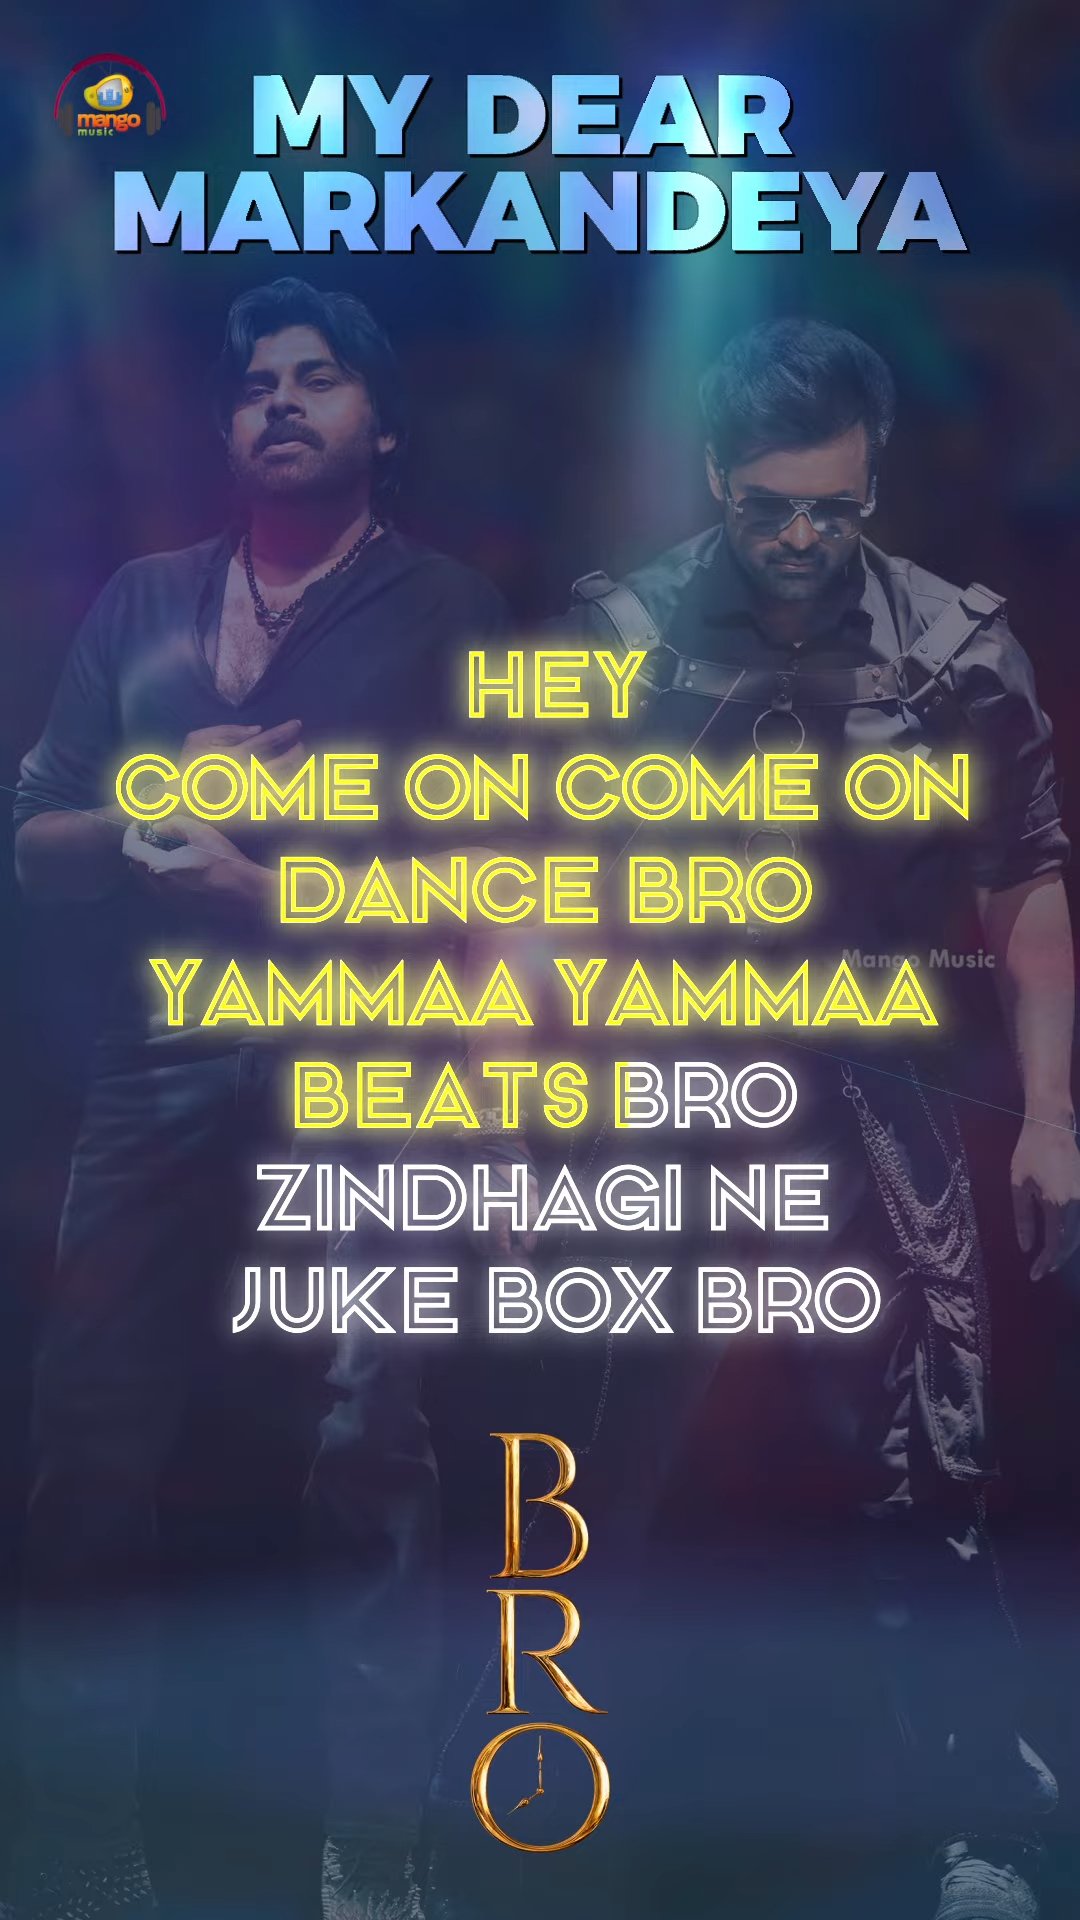 mango
music
MY DEAR
MARKANDEYA
HEY
COME ON COME ON
DANCE BRO
YAMMAA YAMMAA
Mango Music
BEATS BRO
ZINDHAGI NE
JUKE BOX BRO
B
R
O